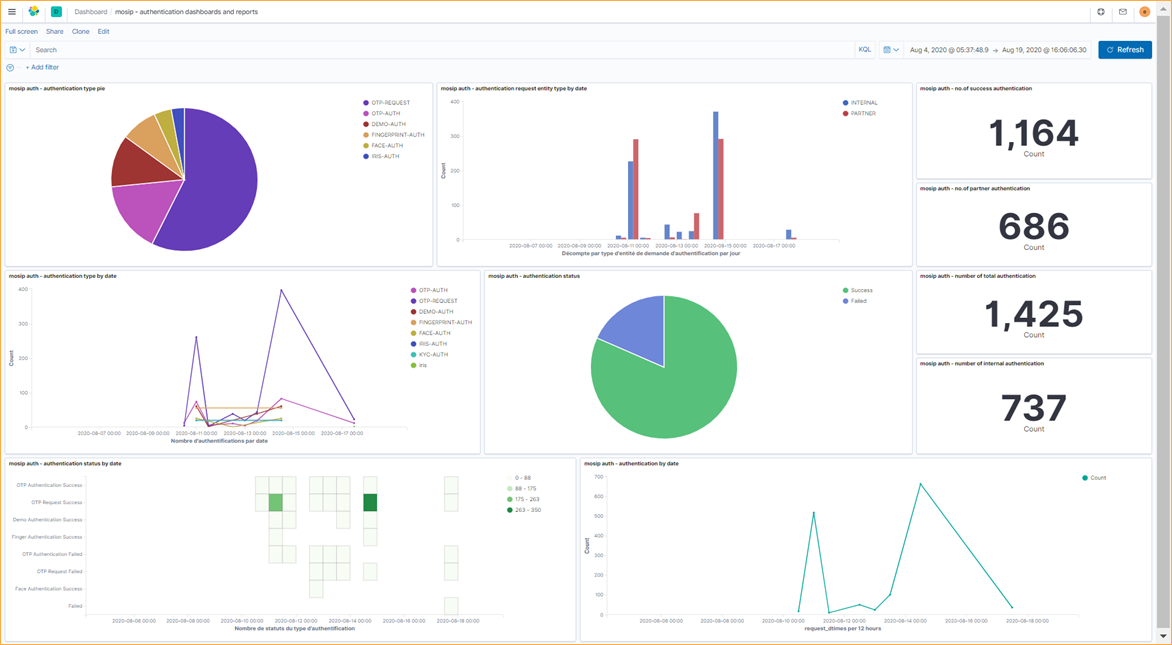 D Dashboard / mosip - authentication dashboards and reports e
Full screen Share Clone Edit
Search KQL Aug 4, 2020 @ 05:37:48.9 → Aug 19, 2020 @ 16:06:06.30 Refresh
+ Add filter
mosip auth - authentication type pie
OTP-REQUEST
OTP-AUTH
DEMO-AUTH
FINGERPRINT-AUTH
FACE-AUTH
IRIS-AUTH
mosip auth - authentication request entity type by date
INTERNAL
PARTNER
400
300
200
100
0
Count
2020-08-07 00:00 2020-08-09 00:00 2020-08-11 00:00 2020-08-13 00:00 2020-08-15 00:00 2020-08-17 00:00
Décompte par type d'entité de demande d'authentification par jour
mosip auth - no.of success authentication
1,164
Count
mosip auth - no.of partner authentication
686
Count
mosip auth - authentication type by date
OTP-AUTH
OTP-REQUEST
DEMO-AUTH
FINGERPRINT-AUTH
FACE-AUTH
IRIS-AUTH
KYC-AUTH
Iris
400
300
200
100
0
Count
2020-08-07 00:00 2020-08-09 00:00 2020-08-11 00:00 2020-08-13 00:00 2020-08-15 00:00 2020-08-17 00:00
Nombre d'authentifications par date
mosip auth - authentication status
Success
Failed
mosip auth - number of total authentication
1,425
Count
mosip auth - number of internal authentication
737
Count
mosip auth - authentication status by date
0 - 88
88 - 175
175 - 263
263 - 350
OTP Authentication Success
OTP Request Success
Demo Authentication Success
Finger Authentication Success
OTP Authentication Failed
OTP Request Failed
Face Authentication Success
Failed
2020-08-06 00:00 2020-08-08 00:00 2020-08-10 00:00 2020-08-12 00:00 2020-08-14 00:00 2020-08-16 00:00 2020-08-18 00:00
Nombre de statuts du type d'authentification
mosip auth - authentication by date
Count
700
600
500
400
300
200
100
0
Count
2020-08-06 00:00 2020-08-08 00:00 2020-08-10 00:00 2020-08-12 00:00 2020-08-14 00:00 2020-08-16 00:00 2020-08-18 00:00
request_dtimes per 12 hours